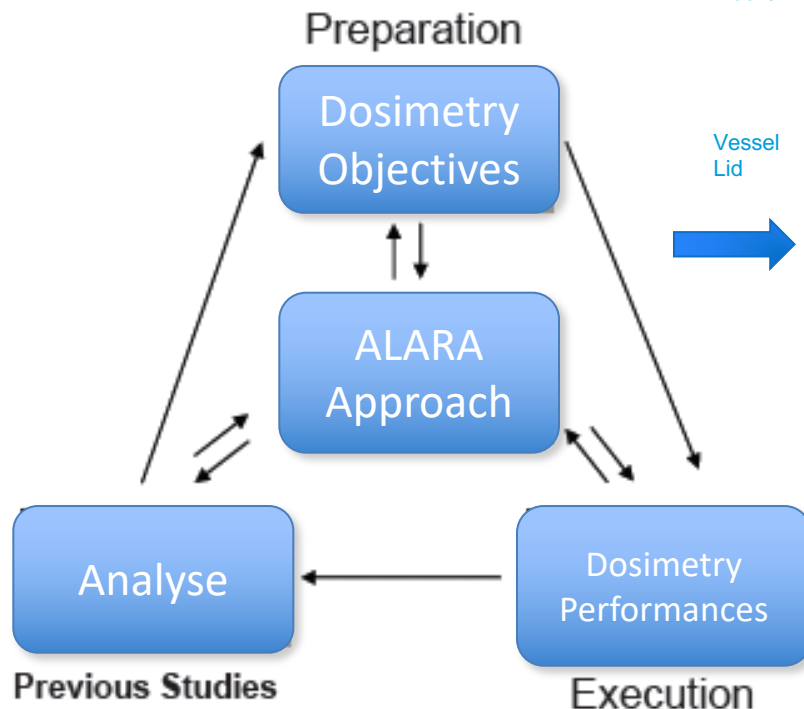 Preparation
Dosimetry
Objectives
Vessel
Lid
ALARA
Approach
Analyse
Dosimetry
Performances
Previous Studies
Execution